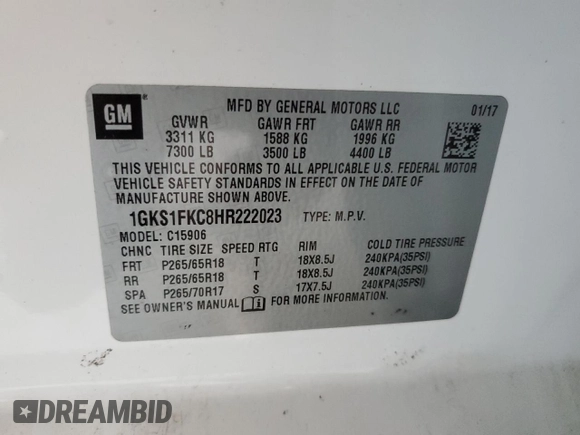 GM
MFD BY GENERAL MOTORS LLC 01/17
GVWR GAWR FRT GAWR RR
3311 KG 1588 KG 1996 KG
7300 LB 3500 LB 4400 LB
THIS VEHICLE CONFORMS TO ALL APPLICABLE U.S. FEDERAL MOTOR
VEHICLE SAFETY STANDARDS IN EFFECT ON THE DATE OF
MANUFACTURE SHOWN ABOVE.
1GKS1FKC8HR222023 TYPE: M.P.V.
MODEL: C15906
CHNC TIRE SIZE SPEED RTG RIM COLD TIRE PRESSURE
FRT P265/65R18 T 18X8.5J 240KPA(35PSI)
RR P265/65R18 T 18X8.5J 240KPA(35PSI)
SPA P265/70R17 S 17X7.5J 240KPA(35PSI)
SEE OWNER'S MANUAL FOR MORE INFORMATION.
DREAMBID